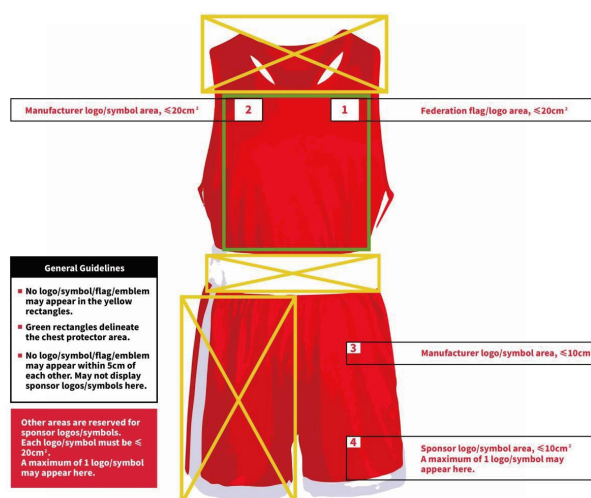 Manufacturer logo/symbol area, ⩽20cm²
2
1
Federation flag/logo area, ⩽20cm²
General Guidelines
No logo/symbol/flag/emblem
may appear in the yellow
rectangles.
Green rectangles delineate
the chest protector area.
No logo/symbol/flag/emblem
may appear within 5cm
of each other. May not display
sponsor logos/symbols here.
3
Manufacturer logo/symbol area, ⩽10cm
Other areas are reserved for
sponsor logos/symbols.
Each logo/symbol must be ⩽
20cm².
A maximum of 1 logo/symbol
may appear here.
4
Sponsor logo/symbol area, ⩽10cm²
A maximum of 1 logo/symbol may
appear here.